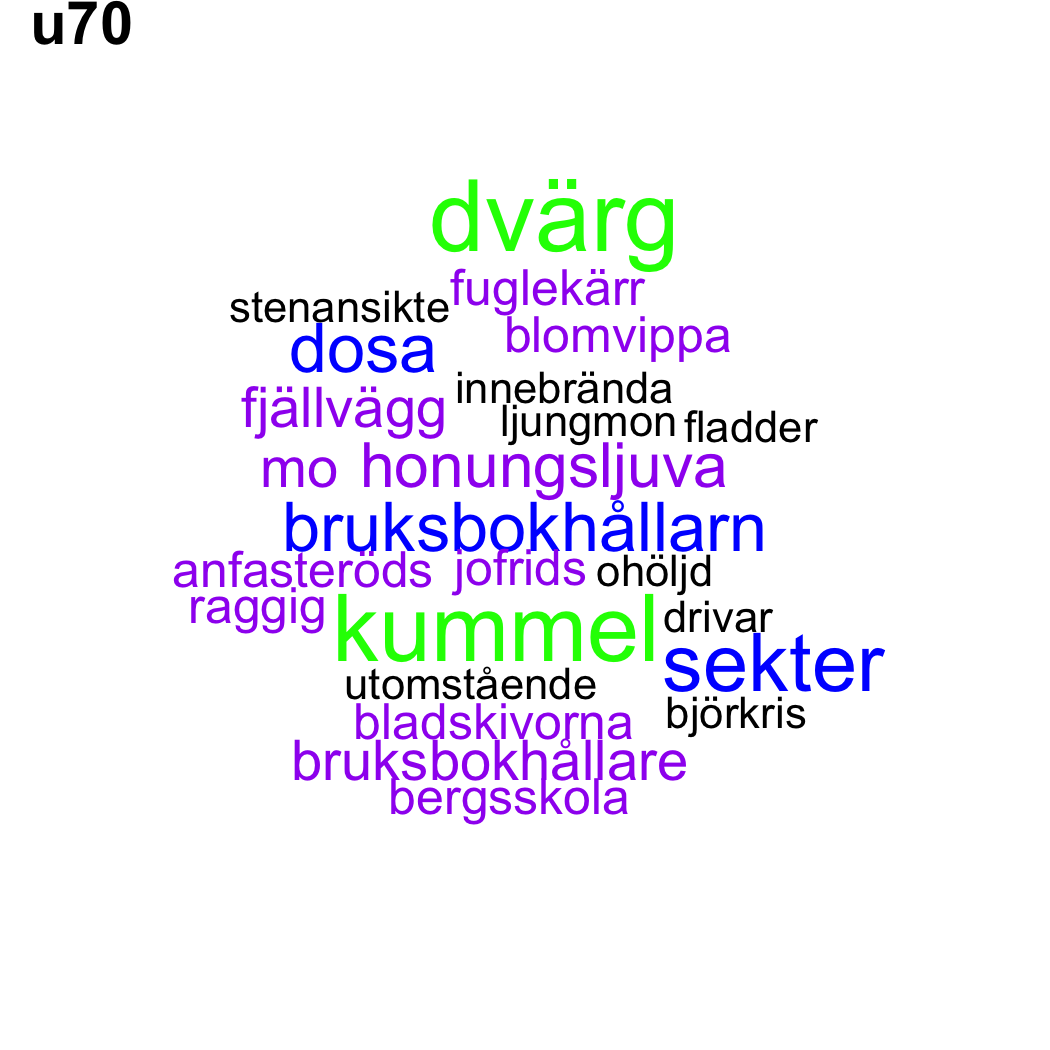 u70
dvärg
fuglekärr
stenansikte
blomvippa
dosa
innebrända
fjällvägg
ljungmon fladder
mo honungsljuva
bruksbokhållarn
anfasteröds jofrids ohöljd
raggig
kummel drivar
sekter
utomstående
björkris
bladskivorna
bruksbokhållare
bergsskola